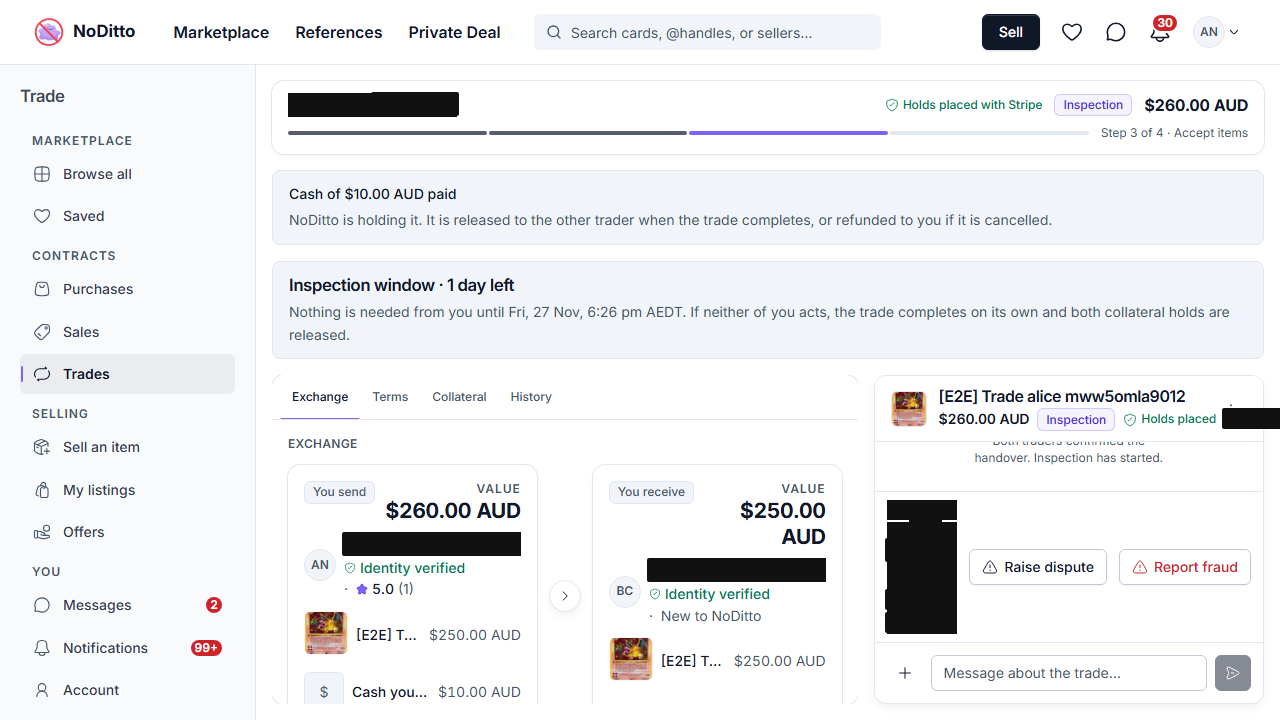 NoDitto
Marketplace
References
Private Deal
Search cards, @handles, or sellers...
Sell
30
AN
Trade
MARKETPLACE
Browse all
Saved
CONTRACTS
Purchases
Sales
Trades
SELLING
Sell an item
My listings
Offers
YOU
Messages
2
Notifications
99+
Account
Holds placed with Stripe
Inspection
$260.00 AUD
Step 3 of 4 · Accept items
Cash of $10.00 AUD paid
NoDitto is holding it. It is released to the other trader when the trade completes, or refunded to you if it is cancelled.
Inspection window · 1 day left
Nothing is needed from you until Fri, 27 Nov, 6:26 pm AEDT. If neither of you acts, the trade completes on its own and both collateral holds are
released.
Exchange
Terms
Collateral
History
EXCHANGE
You send
VALUE
$260.00 AUD
AN
Identity verified
· 5.0 (1)
[E2E] T...
$250.00 AUD
$
Cash you...
$10.00 AUD
You receive
VALUE
$250.00
AUD
BC
Identity verified
· New to NoDitto
[E2E] T...
$250.00 AUD
[E2E] Trade alice mww5omla9012
$260.00 AUD
Inspection
Holds placed
Both traders confirmed the
handover. Inspection has started.
Raise dispute
Report fraud
Message about the trade...